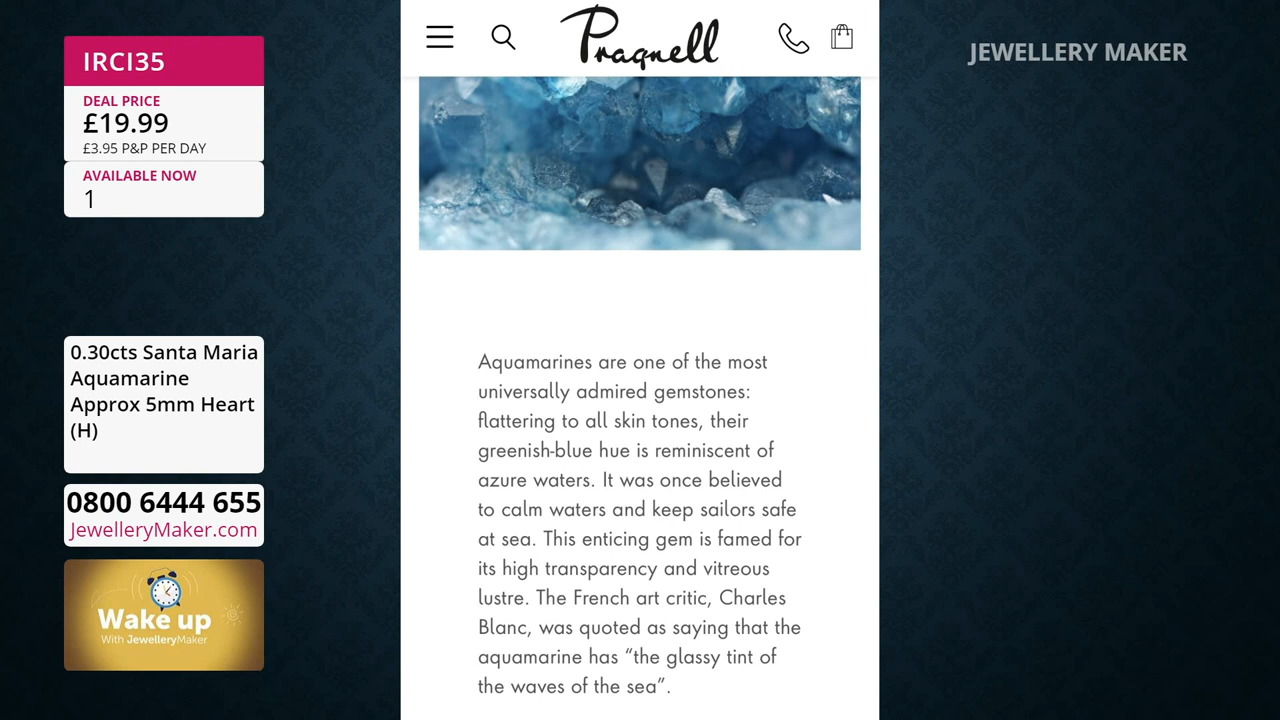 IRCI35
DEAL PRICE
£19.99
£3.95 P&P PER DAY
AVAILABLE NOW
1
0.30cts Santa Maria
Aquamarine
Approx 5mm Heart
(H)
0800 6444 655
JewelleryMaker.com
Wake up
With JewelleryMaker
Pragnell
Aquamarines are one of the most
universally admired gemstones:
flattering to all skin tones, their
greenish-blue hue is reminiscent of
azure waters. It was once believed
to calm waters and keep sailors safe
at sea. This enticing gem is famed for
its high transparency and vitreous
lustre. The French art critic, Charles
Blanc, was quoted as saying that the
aquamarine has “the glassy tint of
the waves of the sea”.
JEWELLERY MAKER